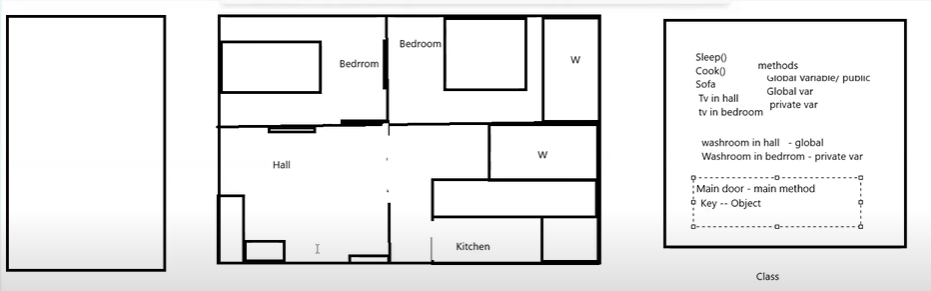 Bedrrom
Bedroom
W
Hall
W
Kitchen
Sleep()
Cook()
methods
Sofa
Global variable/ public
Tv in hall
Global var
tv in bedroom
private var
washroom in hall - global
Washroom in bedrrom - private var
Main door - main method
Key -- Object
Class